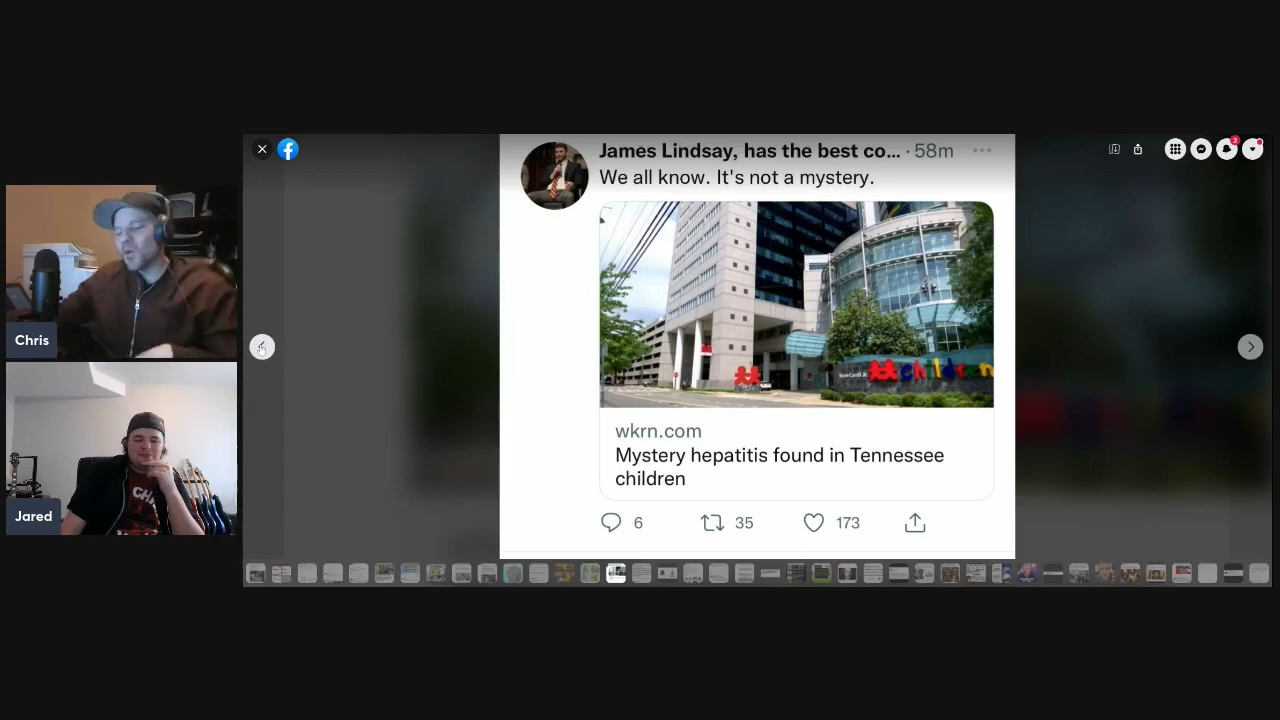 James Lindsay, has the best co... · 58m
We all know. It's not a mystery.
children
wkrn.com
Mystery hepatitis found in Tennessee
children
6
35
173
Chris
Jared
2